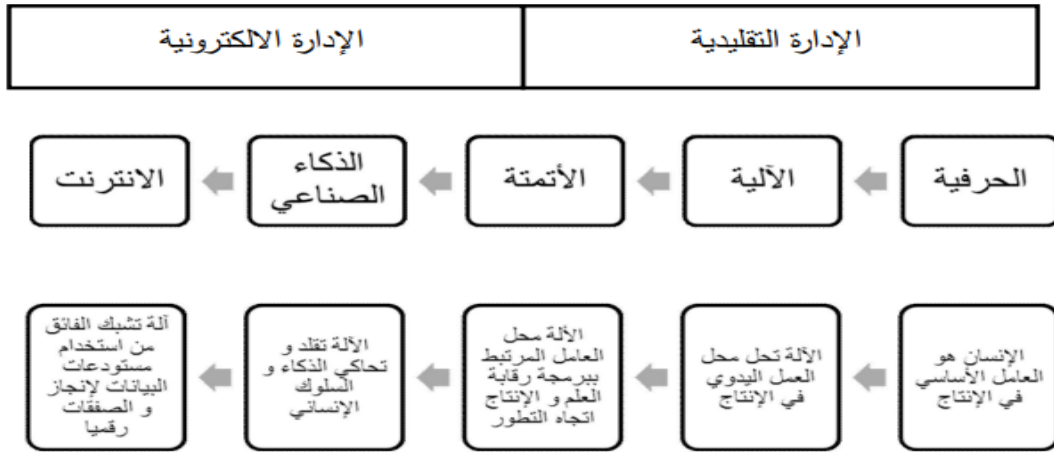 الإدارة التقليدية
الإدارة الالكترونية
الحرفية
الآلية
الأتمتة
الذكاء
الصناعي
الانترنت
الإنسان هو
العامل الأساسي
في الإنتاج
الآلة تحل محل
العمل اليدوي
في الإنتاج
الألة محل
العامل المرتبط
ببرمجة رقابة
العلم و الإنتاج
اتجاه التطور
الآلة تقلد و
تحاكي الذكاء و
السلوك
الإنساني
آلة تشبك الفائق
من استخدام
مستودعات
البيانات لإنجاز
و الصفقات
رقميا